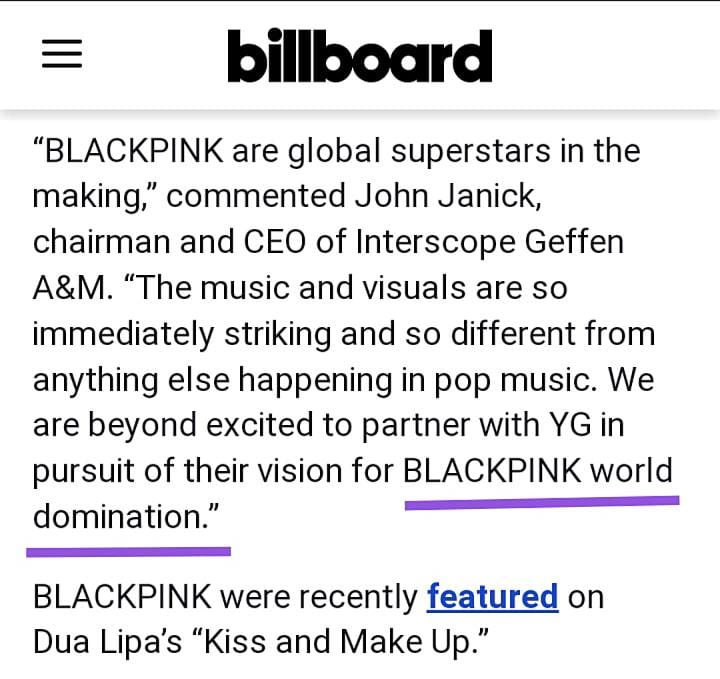 billboard
“BLACKPINK are global superstars in the
making,” commented John Janick,
chairman and CEO of Interscope Geffen
A&M. “The music and visuals are so
immediately striking and so different from
anything else happening in pop music. We
are beyond excited to partner with YG in
pursuit of their vision for BLACKPINK world
domination.”
BLACKPINK were recently featured on
Dua Lipa’s “Kiss and Make Up.”